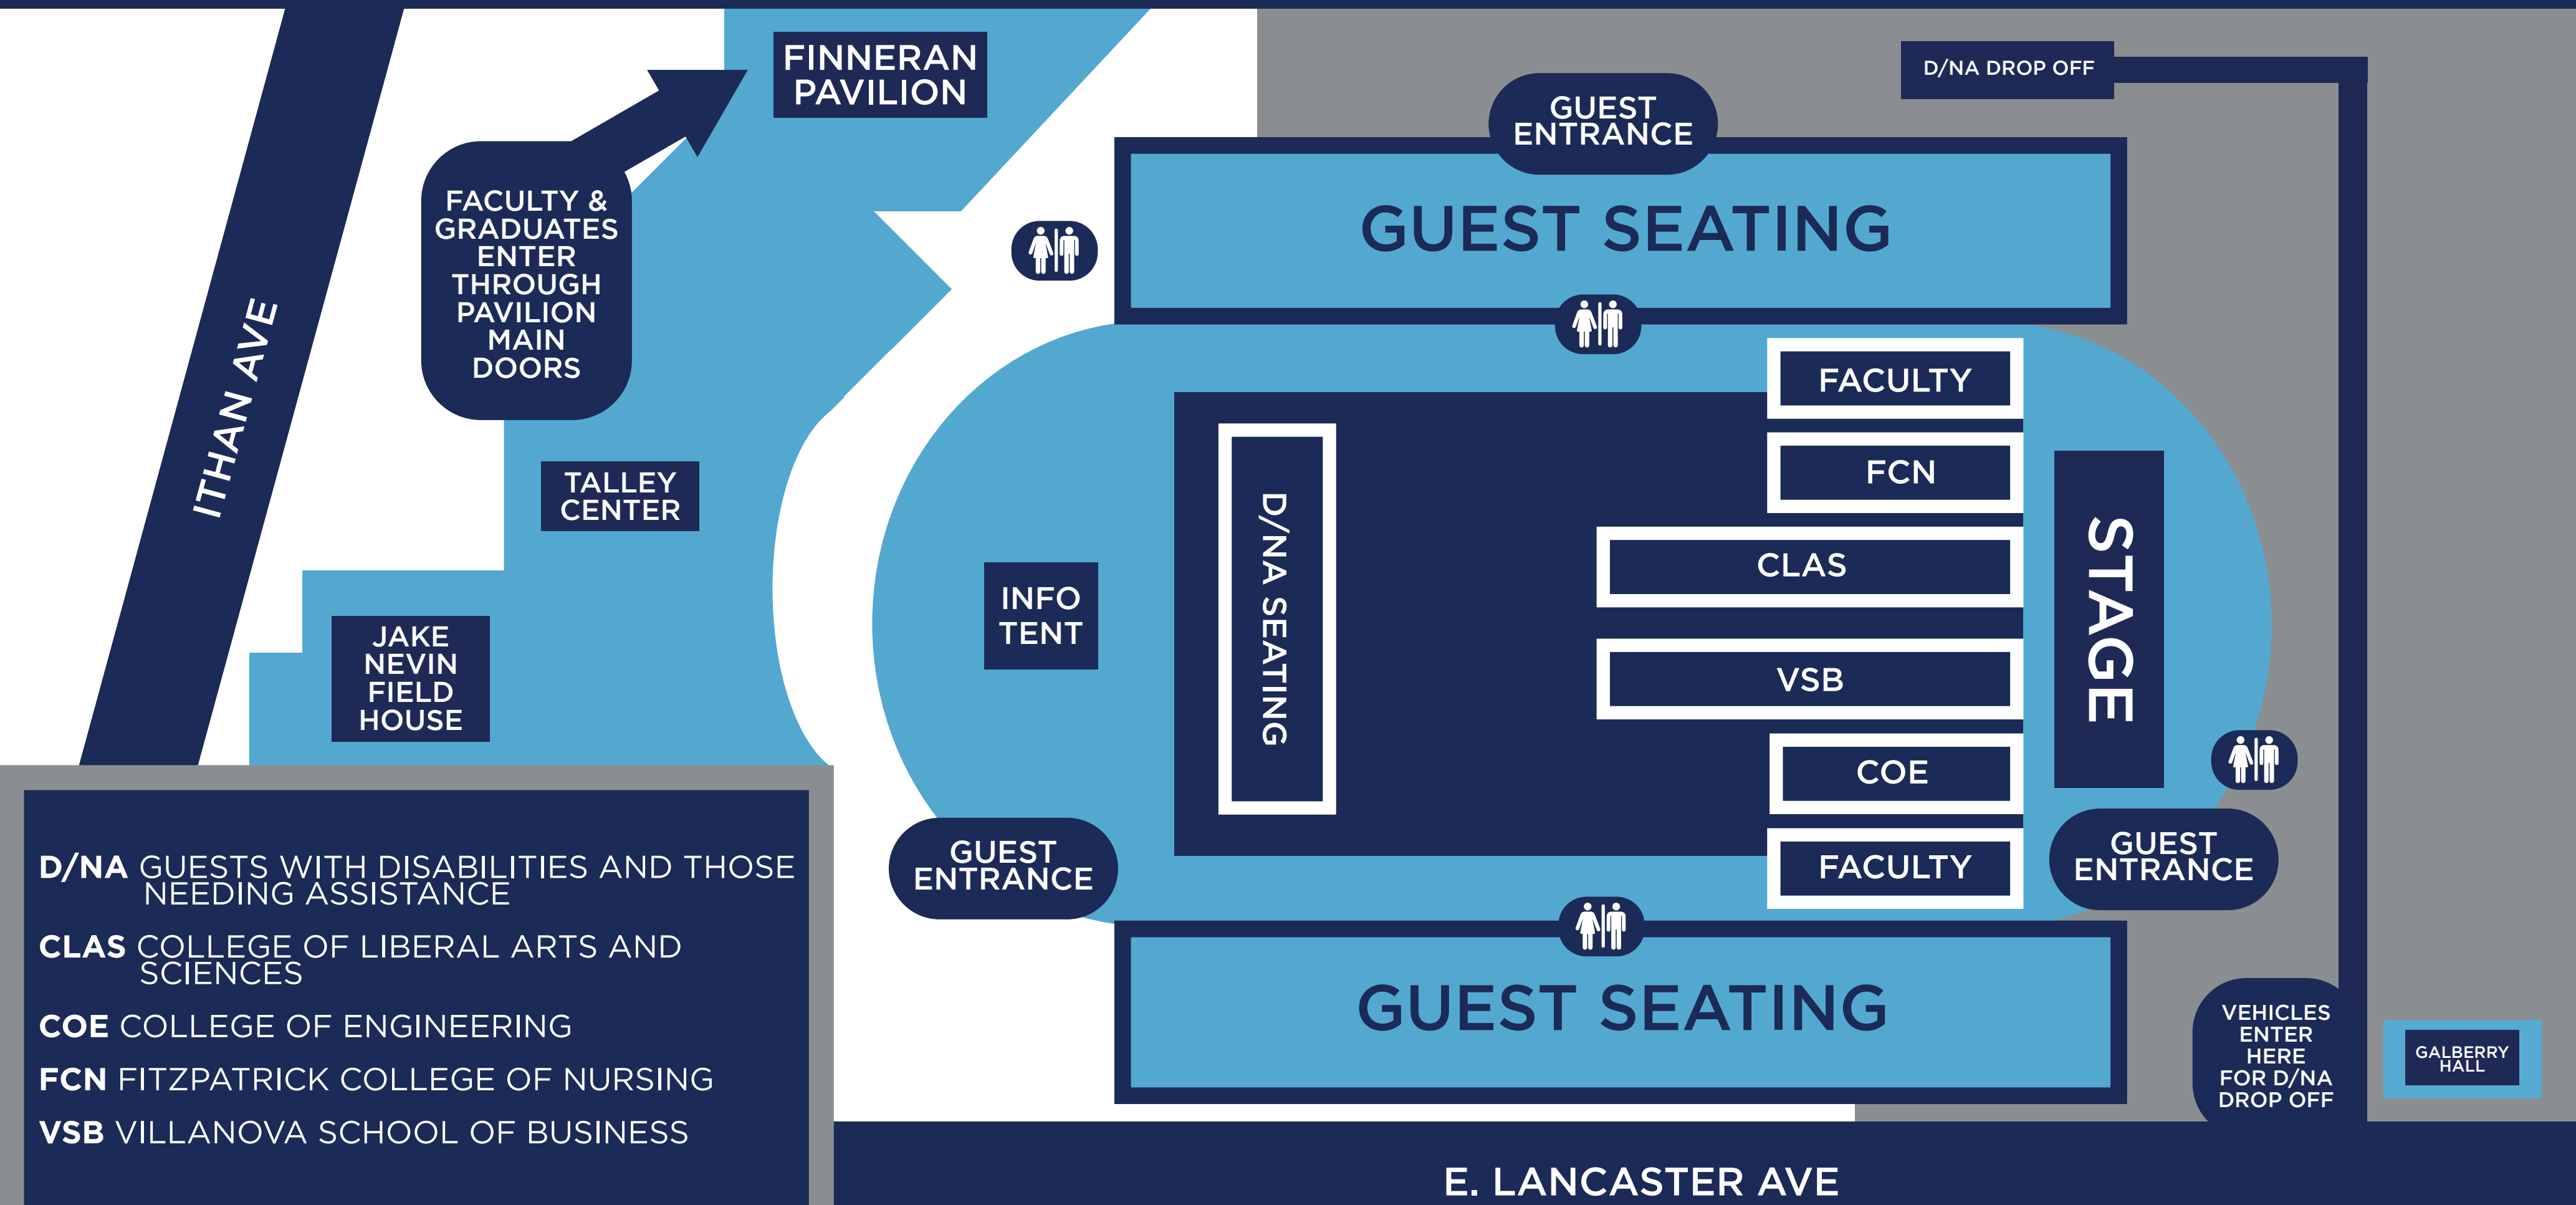 FINNERAN
PAVILION
D/NA DROP OFF
GUEST
ENTRANCE
FACULTY &
GRADUATES
ENTER
THROUGH
PAVILION
MAIN
DOORS
GUEST SEATING
ITHAN AVE
FACULTY
FCN
TALLEY
CENTER
D/NA SEATING
CLAS
STAGE
INFO
TENT
JAKE
NEVIN
FIELD
HOUSE
VSB
COE
GUEST
ENTRANCE
FACULTY
GUEST
ENTRANCE
GUEST SEATING
VEHICLES
ENTER
HERE
FOR D/NA
DROP OFF
GALBERRY
HALL
D/NA GUESTS WITH DISABILITIES AND THOSE
NEEDING ASSISTANCE
CLAS COLLEGE OF LIBERAL ARTS AND
SCIENCES
COE COLLEGE OF ENGINEERING
FCN FITZPATRICK COLLEGE OF NURSING
VSB VILLANOVA SCHOOL OF BUSINESS
E. LANCASTER AVE